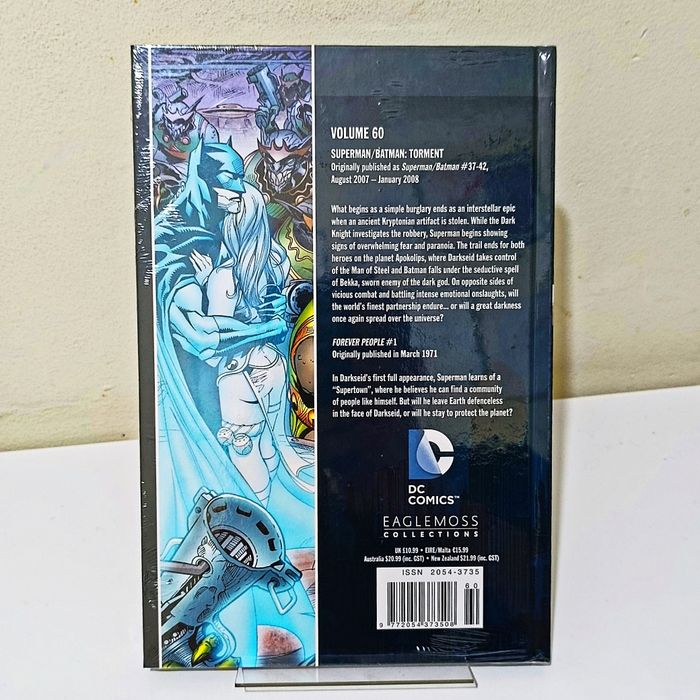 VOLUME 60
SUPERMAN/BATMAN: TORMENT
Originally published as Superman/Batman #37-42,
August 2007 – January 2008
What begins as a simple burglary ends as an interstellar epic
when an ancient Kryptonian artifact is stolen. While the Dark
Knight investigates the robbery, Superman begins showing
signs of overwhelming fear and paranoia. The trail ends for both
heroes on the planet Apokolips, where Darkseid takes control
of the Man of Steel and Batman falls under the seductive spell of
Bekka, sworn enemy of the dark god. On opposite sides of
vicious combat and battling intense emotional onslaughts, will
the world's finest partnership endure... or will a great darkness
once again spread over the universe?
FOREVER PEOPLE #1
Originally published in March 1971
In Darkseid's first full appearance, Superman learns of a
"Supertown", where he believes he can find a community
of people like himself. But will he leave Earth defenceless
in the face of Darkseid, or will he stay to protect the planet?
DC
DC
COMICS™
EAGLEMOSS
COLLECTIONS
UK £10.99 • EIRE/Malta €15.99
Australia $20.99 (inc. GST) • New Zealand $21.99 (inc. GST)
ISSN 2054-3735
60
9 772054 373508